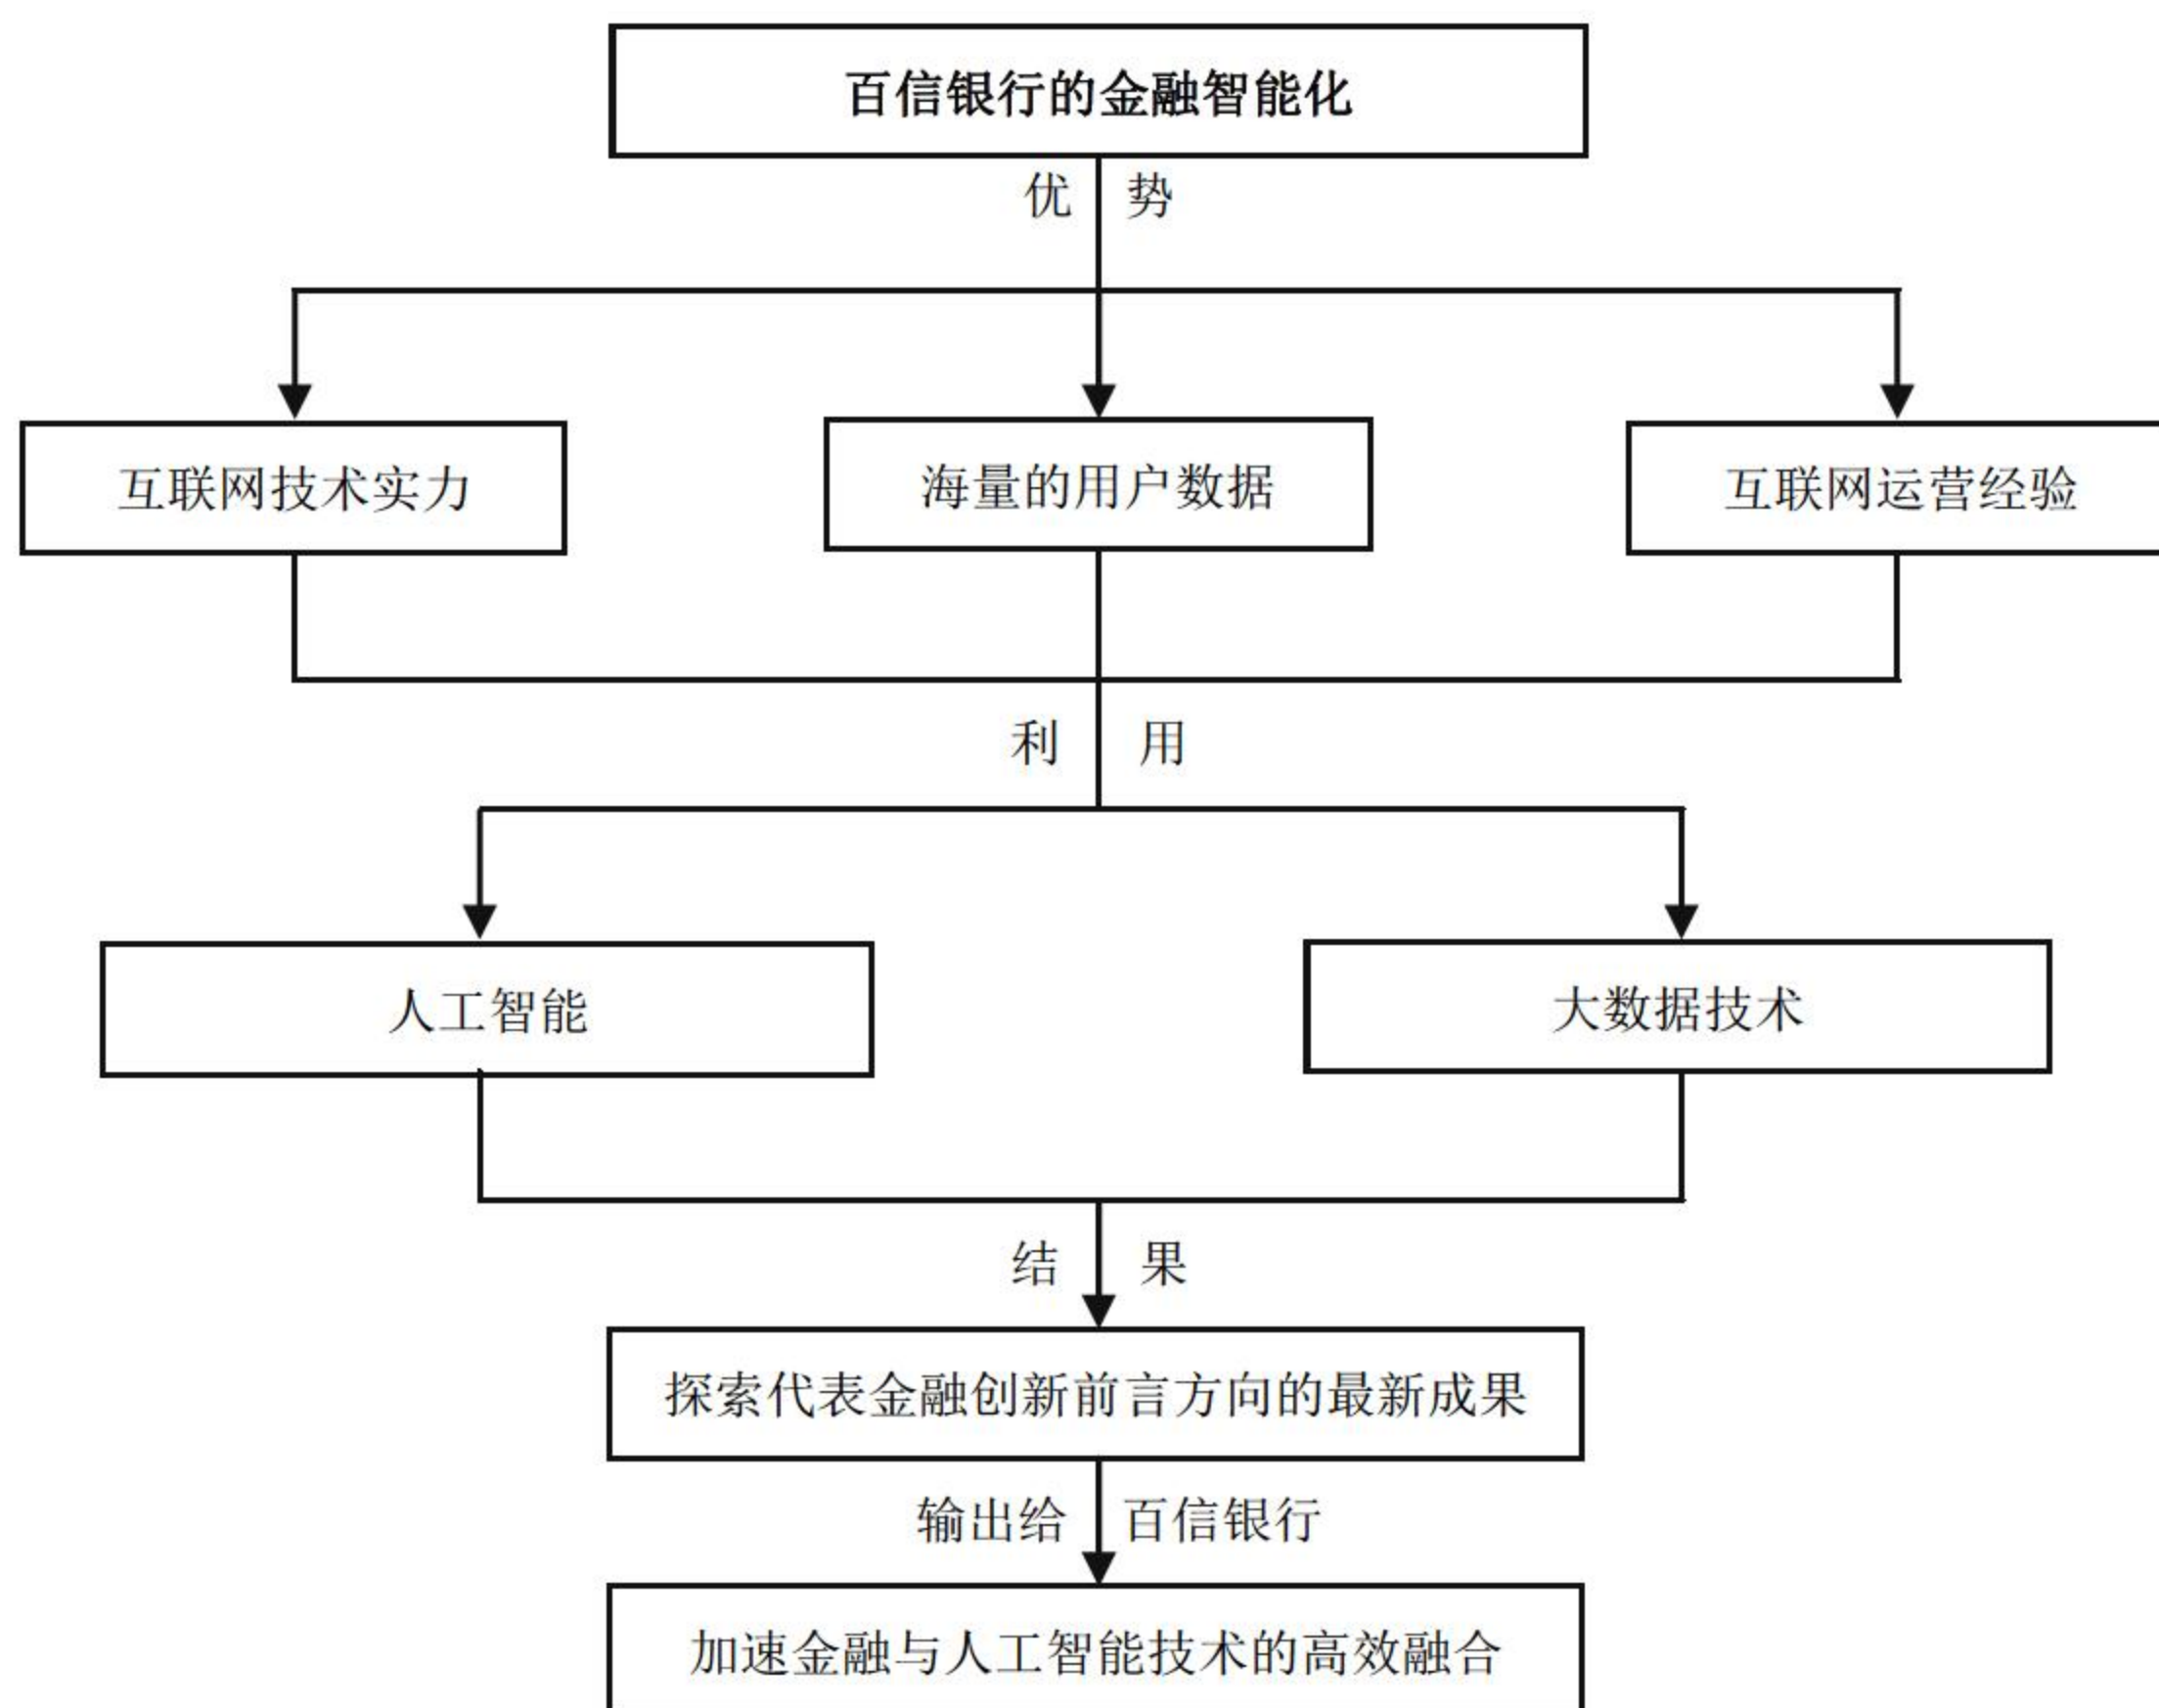 百信银行的金融智能化
优势
互联网技术实力
海量的用户数据
互联网运营经验
利用
人工智能
大数据技术
结果
探索代表金融创新前言方向的最新成果
输出给百信银行
加速金融与人工智能技术的高效融合